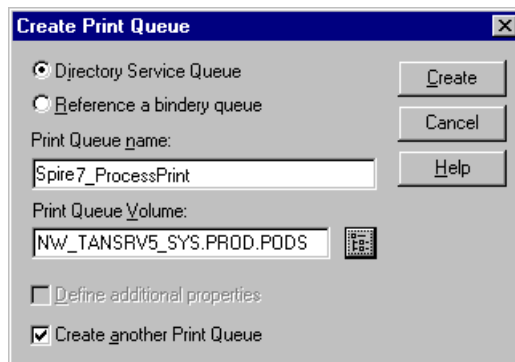 Create Print Queue
Directory Service Queue
Reference a bindery queue
Print Queue name:
Spire7_ProcessPrint
Print Queue Volume:
NW_TANSRV5_SYS.PROD.PODS
Define additional properties
Create another Print Queue
Create
Cancel
Help